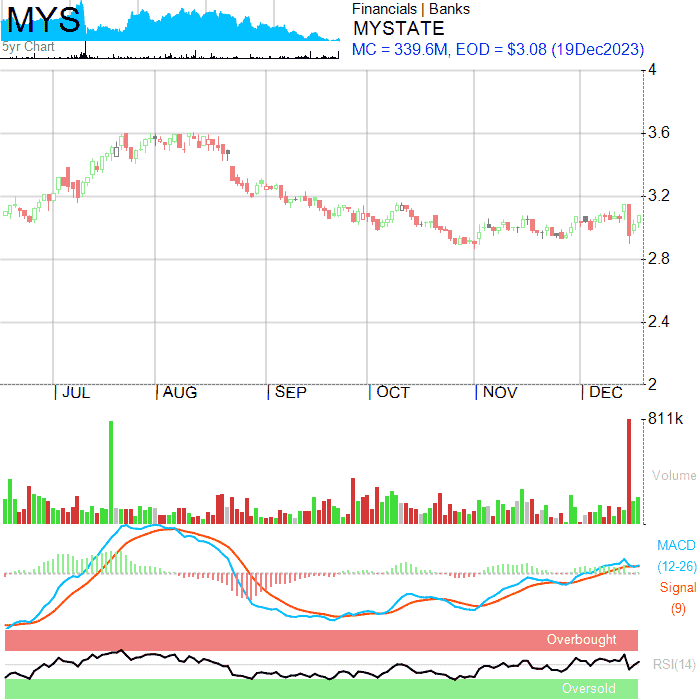 MYS
5yr Chart
Financials | Banks
MYSTATE
MC = 339.6M, EOD = $3.08 (19Dec2023)
4
3.6
3.2
2.8
2.4
2
JUL AUG SEP OCT NOV DEC
811k
Volume
MACD
(12-26)
Signal
(9)
Overbought
RSI(14)
Oversold